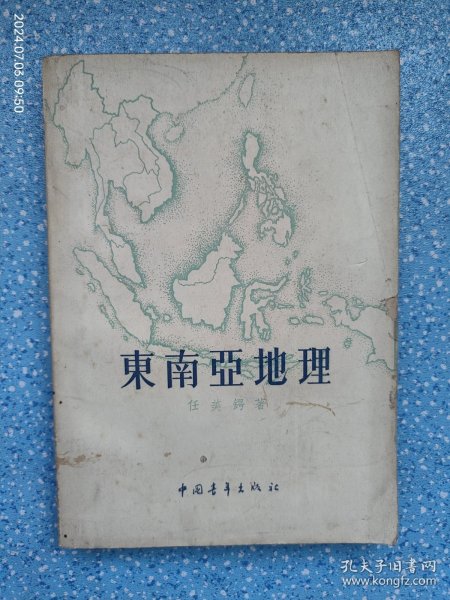 2024.07.03 09:50
東南亞地理
任美鍔著
中国青年出版社
孔夫子旧书网
www.kongfz.com